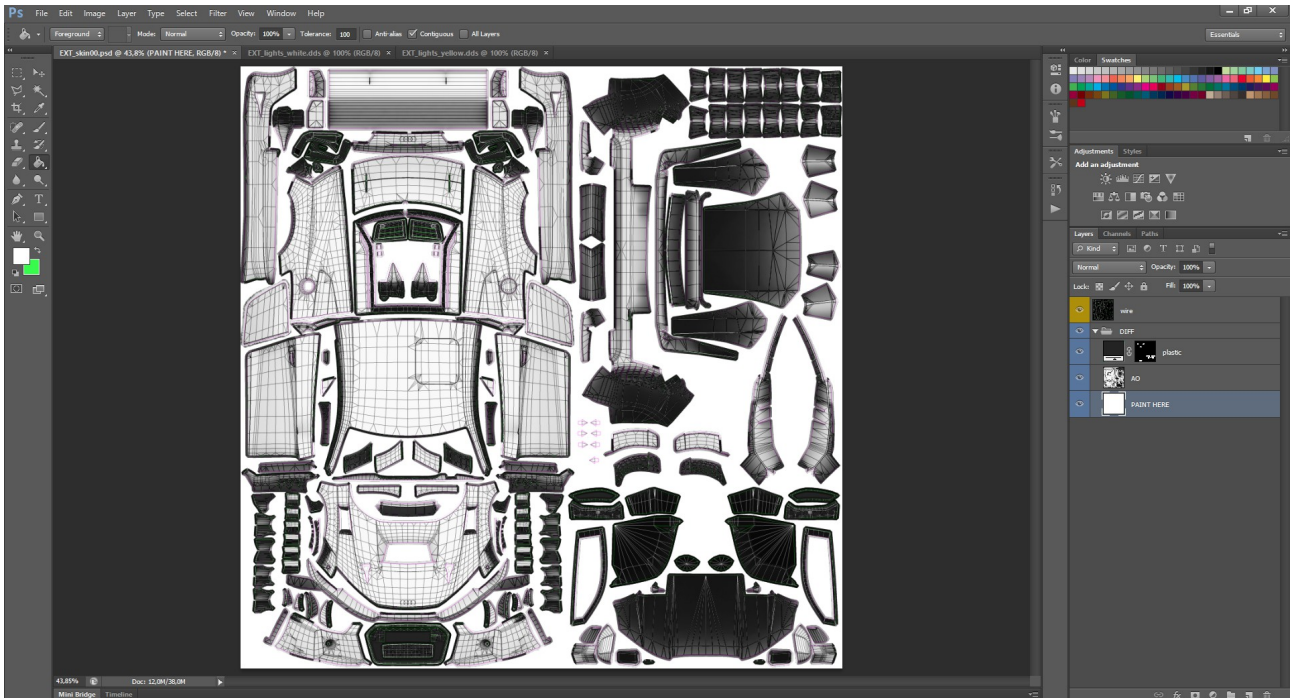 Ps File Edit Image Layer Type Select Filter View Window Help
Foreground Mode: Normal Opacity: 100% Tolerance: 100 Anti-alias Contiguous All Layers Essentials
EXT_skin00.psd @ 43,8% (PAINT HERE, RGB/8) * × EXT_lights_white.dds @ 100% (RGB/8) × EXT_lights_yellow.dds @ 100% (RGB/8) ×
Color Swatches
Adjustments Styles
Add an adjustment
Layers Channels Paths
Kind
Normal Opacity: 100%
Lock: Fill: 100%
wire
DIFF
plastic
AO
PAINT HERE
43,85% Doc: 12,0M/38,0M
Mini Bridge Timeline